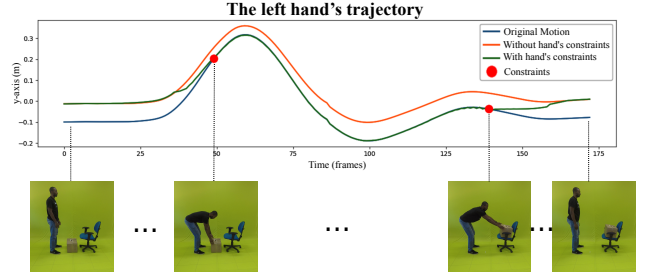 The left hand's trajectory
Original Motion
Without hand's constraints
With hand's constraints
Constraints
y-axis (m)
0.3
0.2
0.1
0.0
−0.1
−0.2
0 25 50 75 100 125 150 175
Time (frames)
... ... ...